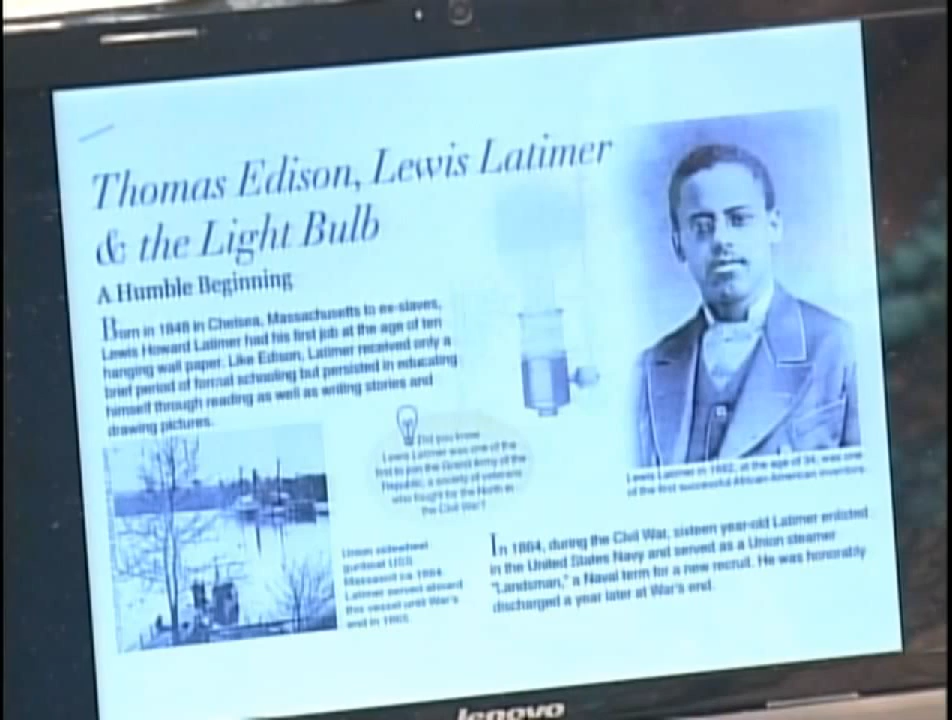 Thomas Edison, Lewis Latimer
& the Light Bulb
A Humble Beginning
Born in 1848 in Chelsea, Massachusetts to ex-slaves,
Lewis Howard Latimer had his first job at the age of ten
hanging wall paper. Like Edison, Latimer received only a
brief period of formal schooling but persisted in educating
himself through reading as well as writing stories and
drawing pictures.
Did you know
Lewis Latimer was one of the
first to join the Grand Army of the
Republic, a society of veterans
who fought for the North in
the Civil War?
Lewis Latimer in 1882, at the age of 34, was one
of the first successful African-American inventors.
Union sidewheel
gunboat USS
Massasoit ca. 1864.
Latimer served aboard
this vessel until War's
end in 1865.
In 1864, during the Civil War, sixteen year-old Latimer enlisted
in the United States Navy and served as a Union steamer
"Landsman," a Naval term for a new recruit. He was honorably
discharged a year later at War's end.
lenovo